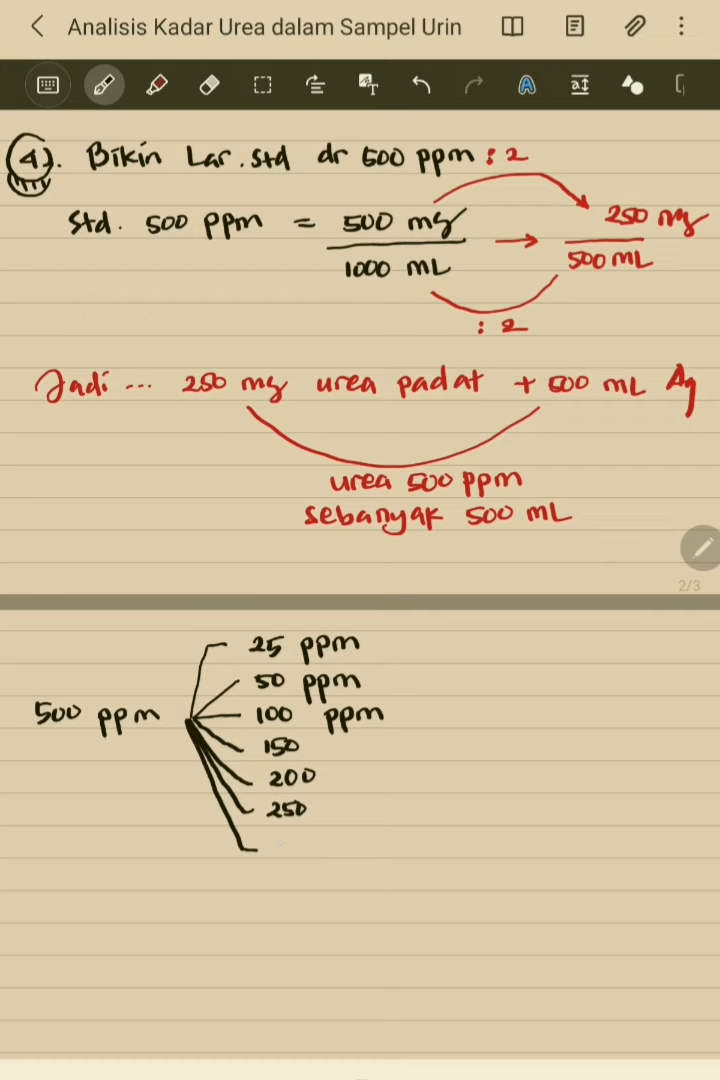 Analisis Kadar Urea dalam Sampel Urin
4). Bikin Lar. Std dr 500 ppm : 2
Std. 500 ppm = 500 mg / 1000 mL → 250 mg / 500 mL
: 2
Jadi ... 250 mg urea padat + 500 mL Aq
urea 500 ppm
sebanyak 500 mL
2/3
25 ppm
50 ppm
500 ppm 100 ppm
150
200
250